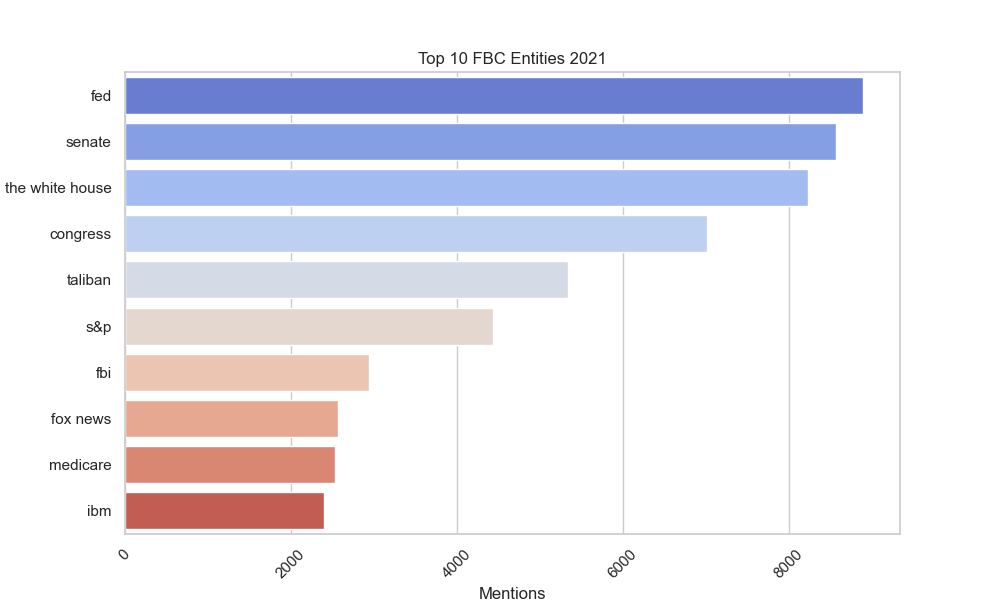 Top 10 FBC Entities 2021
fed
senate
the white house
congress
taliban
s&p
fbi
fox news
medicare
ibm
0
2000
4000
6000
8000
Mentions